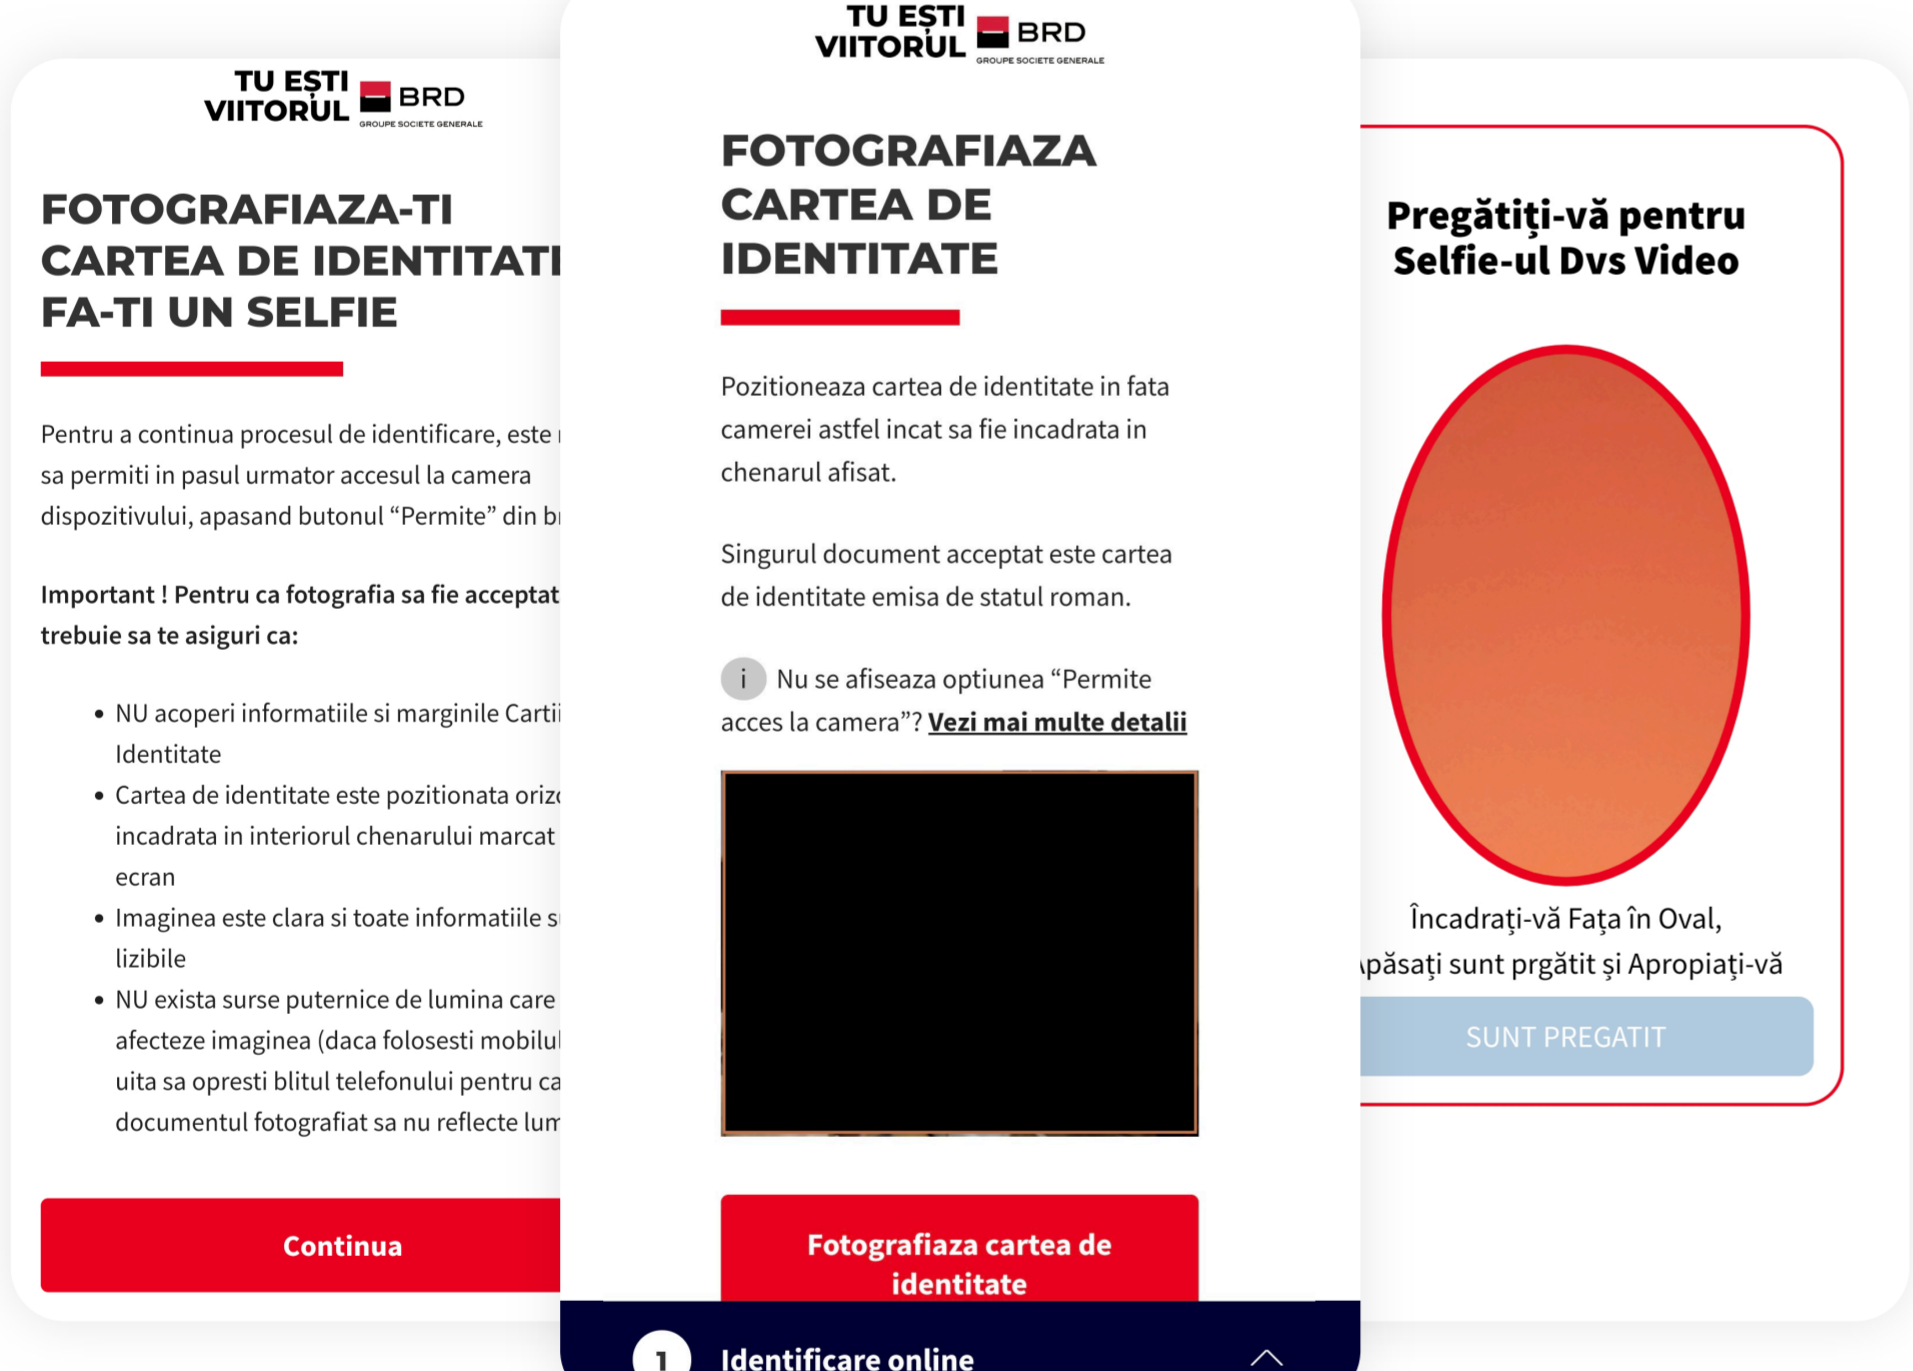 TU EȘTI
VIITORUL
BRD
GROUPE SOCIETE GENERALE
FOTOGRAFIAZA-TI
CARTEA DE IDENTITATE
FA-TI UN SELFIE
Pentru a continua procesul de identificare, este
sa permiti in pasul urmator accesul la camera
dispozitivului, apasand butonul “Permite” din
Important ! Pentru ca fotografia sa fie acceptat
trebuie sa te asiguri ca:
• NU acoperi informatiile si marginile Cartii
Identitate
• Cartea de identitate este pozitionata
incadrata in interiorul chenarului marcat
ecran
• Imaginea este clara si toate informatiile
lizibile
• NU exista surse puternice de lumina care
afecteze imaginea (daca folosesti mobilul
uita sa opresti blitul telefonului pentru ca
documentul fotografiat sa nu reflecte
Continua
TU EȘTI
VIITORUL
BRD
GROUPE SOCIETE GENERALE
FOTOGRAFIAZA
CARTEA DE
IDENTITATE
Pozitioneaza cartea de identitate in fata
camerei astfel incat sa fie incadrata in
chenarul afisat.
Singurul document acceptat este cartea
de identitate emisa de statul roman.
i Nu se afiseaza optiunea “Permite
acces la camera”? Vezi mai multe detalii
Fotografiaza cartea de
identitate
1 Identificare online
Pregătiți-vă pentru
Selfie-ul Dvs Video
Încadrați-vă Fața în Oval,
Apăsați sunt prgătit și Apropiați-vă
SUNT PREGATIT